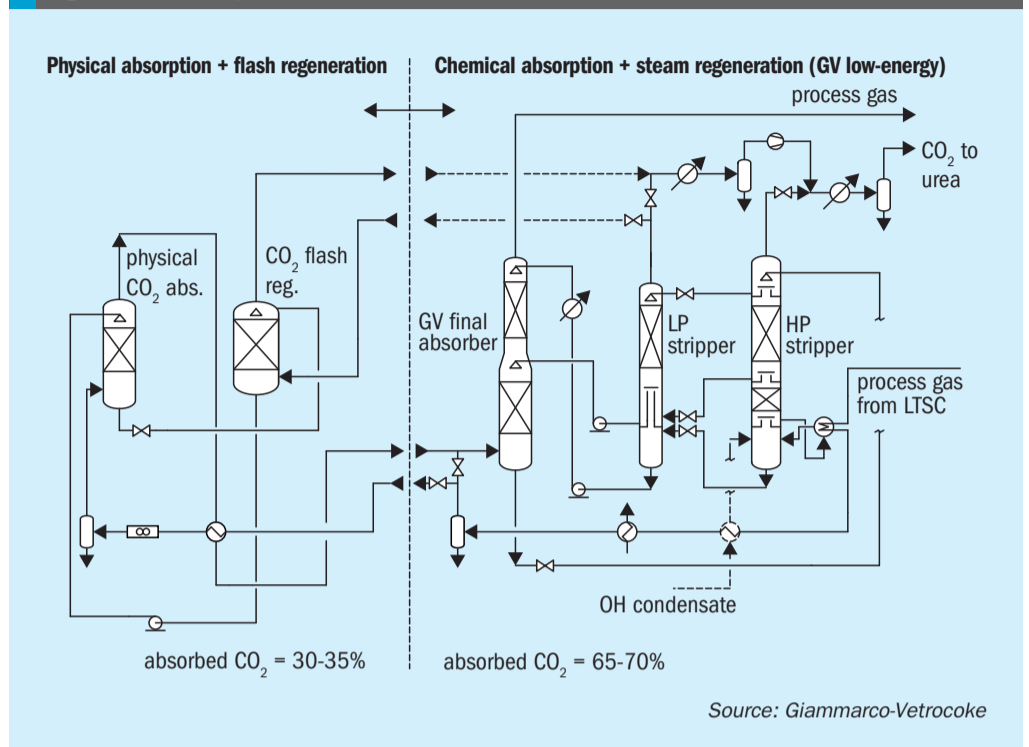 Physical absorption + flash regeneration
Chemical absorption + steam regeneration (GV low-energy)
process gas
CO2 to
urea
physical
CO2 abs.
CO2 flash
reg.
GV final
absorber
LP
stripper
HP
stripper
process gas
from LTSC
OH condensate
absorbed CO2 = 30-35%
absorbed CO2 = 65-70%
Source: Giammarco-Vetrocoke